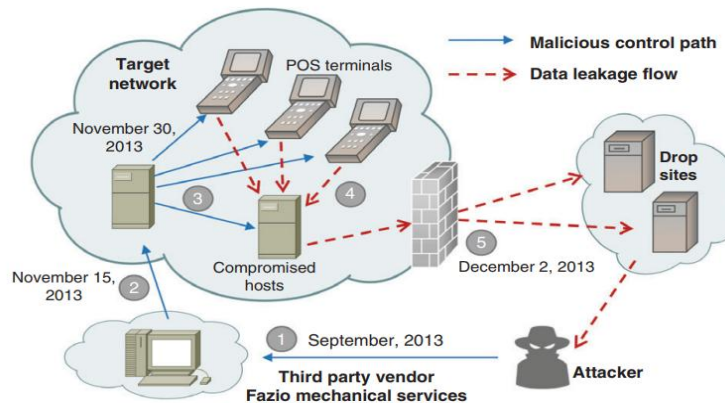 Target
network
POS terminals
Malicious control path
Data leakage flow
November 30,
2013
3
4
Compromised
hosts
Drop
sites
5
December 2, 2013
November 15,
2013
2
1
September, 2013
Third party vendor
Fazio mechanical services
Attacker